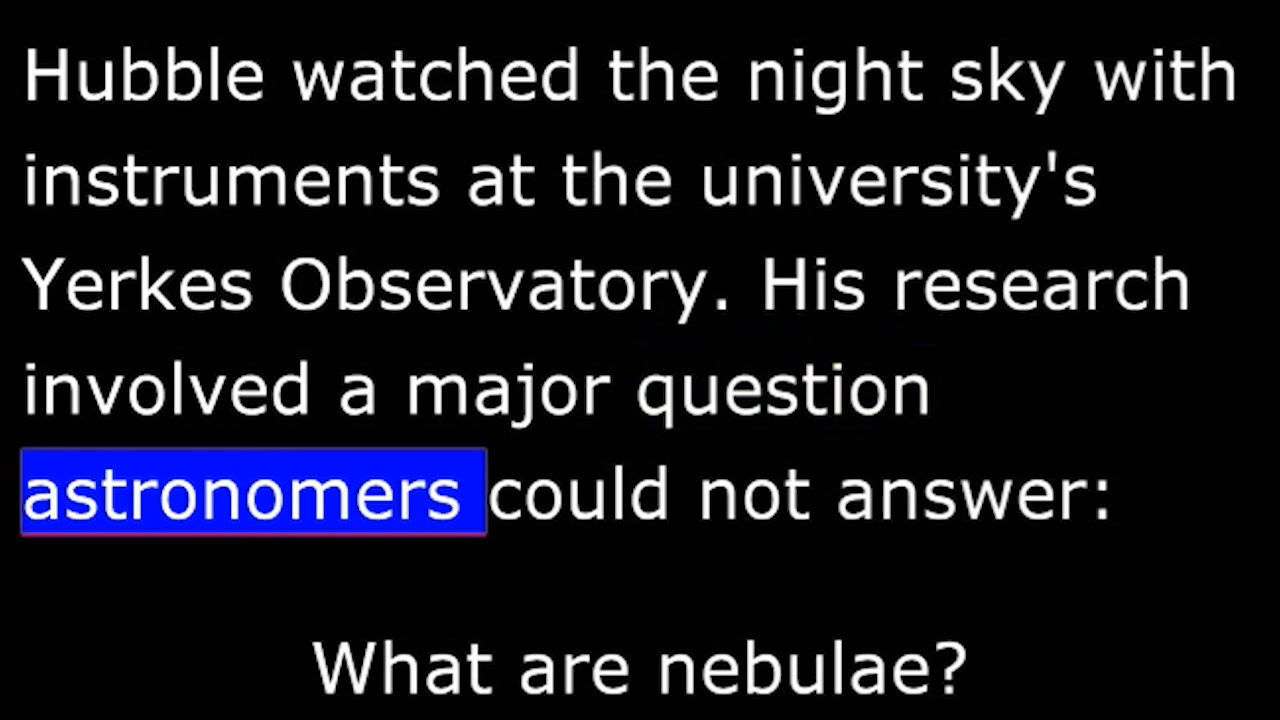 Hubble watched the night sky with
instruments at the university's
Yerkes Observatory. His research
involved a major question
astronomers could not answer:
What are nebulae?